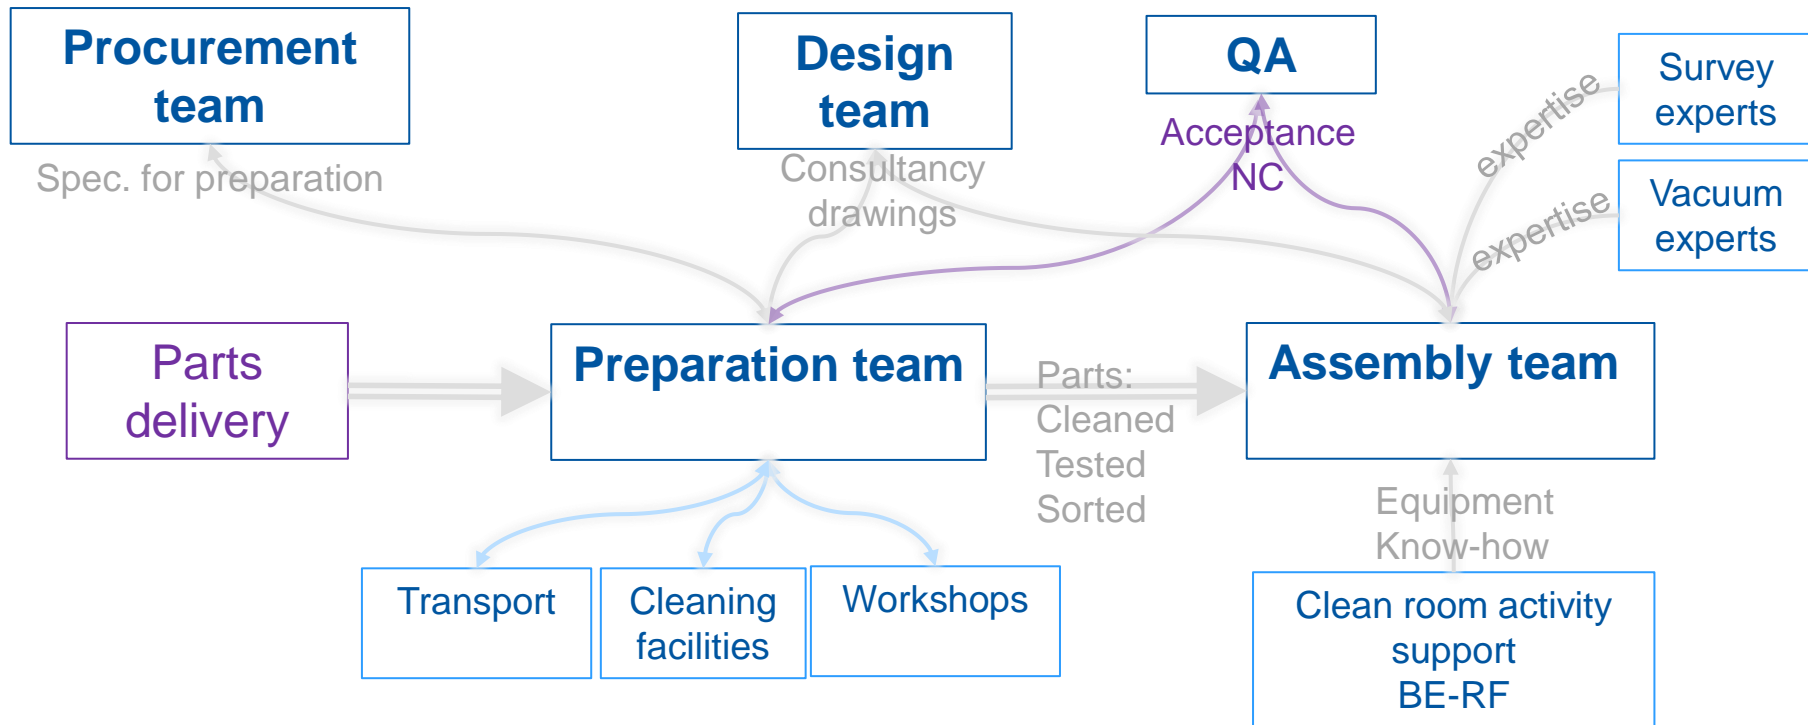 Procurement
team
Design
team
QA
Survey
experts
expertise
Acceptance
NC
Spec. for preparation
Consultancy
drawings
Vacuum
experts
expertise
Parts
delivery
Preparation team
Parts:
Cleaned
Tested
Sorted
Assembly team
Equipment
Know-how
Transport
Cleaning
facilities
Workshops
Clean room activity
support
BE-RF